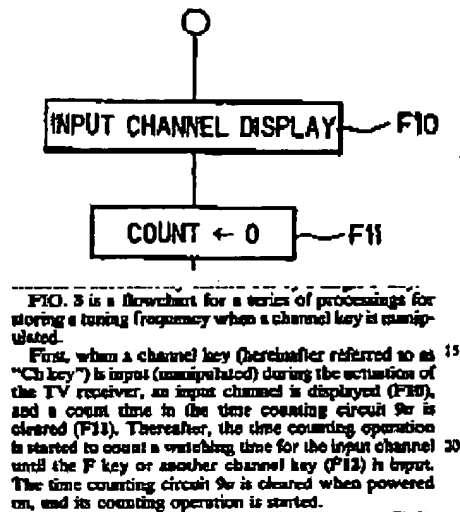 INPUT CHANNEL DISPLAY
F10
COUNT ← 0
F11
FIG. 3 is a flowchart for a series of processings for
storing a tuning frequency when a channel key is manip-
ulated.
First, when a channel key (hereinafter referred to as 15
"Ch key") is input (manipulated) during the actuation of
the TV receiver, an input channel is displayed (F10),
and a count time in the time counting circuit 9a is
cleared (F11). Thereafter, the time counting operation
is started to count a watching time for the input channel 20
until the F key or another channel key (F12) is input.
The time counting circuit 9a is cleared when powered
on, and its counting operation is started.